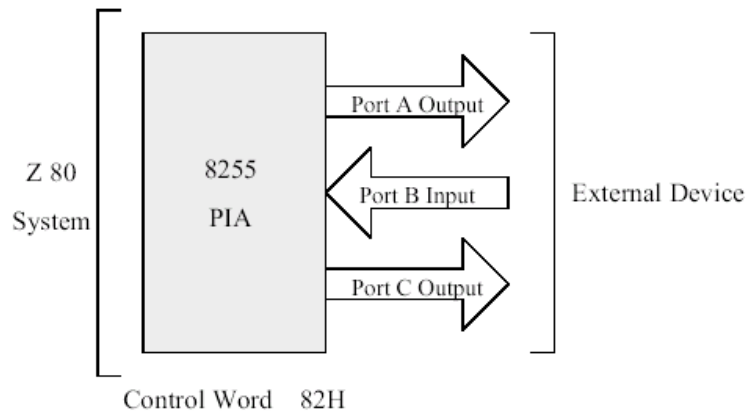 Z 80
System
8255
PIA
Port A Output
Port B Input
Port C Output
External Device
Control Word 82H